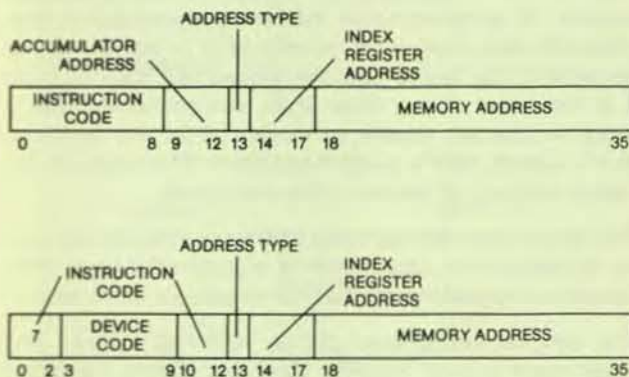 ADDRESS TYPE
ACCUMULATOR
ADDRESS
INDEX
REGISTER
ADDRESS
INSTRUCTION
CODE
MEMORY ADDRESS
0 8 9 12 13 14 17 18 35
ADDRESS TYPE
INSTRUCTION
CODE
INDEX
REGISTER
ADDRESS
7
DEVICE
CODE
MEMORY ADDRESS
0 2 3 9 10 12 13 14 17 18 35